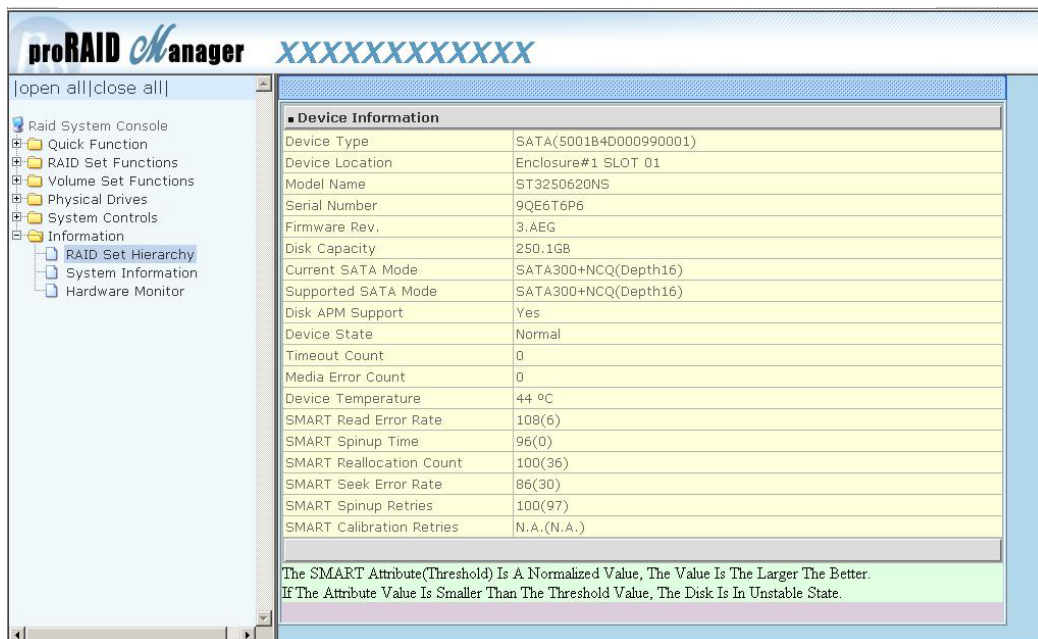 proRAID Manager XXXXXXXXXXXX
|open all|close all|
Raid System Console
Quick Function
RAID Set Functions
Volume Set Functions
Physical Drives
System Controls
Information
RAID Set Hierarchy
System Information
Hardware Monitor
Device Information
Device Type SATA(5001B4D000990001)
Device Location Enclosure#1 SLOT 01
Model Name ST3250620NS
Serial Number 9QE6T6P6
Firmware Rev. 3.AEG
Disk Capacity 250.1GB
Current SATA Mode SATA300+NCQ(Depth16)
Supported SATA Mode SATA300+NCQ(Depth16)
Disk APM Support Yes
Device State Normal
Timeout Count 0
Media Error Count 0
Device Temperature 44 ºC
SMART Read Error Rate 108(6)
SMART Spinup Time 96(0)
SMART Reallocation Count 100(36)
SMART Seek Error Rate 86(30)
SMART Spinup Retries 100(97)
SMART Calibration Retries N.A.(N.A.)
The SMART Attribute(Threshold) Is A Normalized Value, The Value Is The Larger The Better.
If The Attribute Value Is Smaller Than The Threshold Value, The Disk Is In Unstable State.